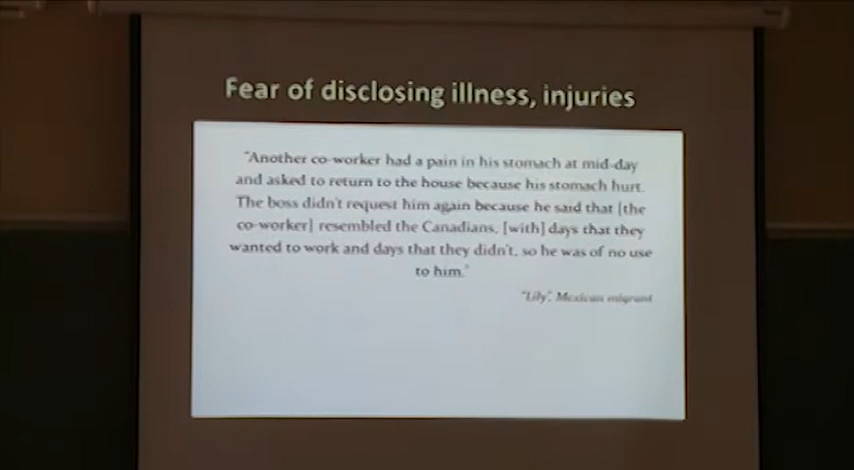 Fear of disclosing illness, injuries
"Another co-worker had a pain in his stomach at mid-day
and asked to return to the house because his stomach hurt.
The boss didn't request him again because he said that [the
co-worker] resembled the Canadians, [with] days that they
wanted to work and days that they didn't, so he was of no use
to him."
"Lily", Mexican migrant